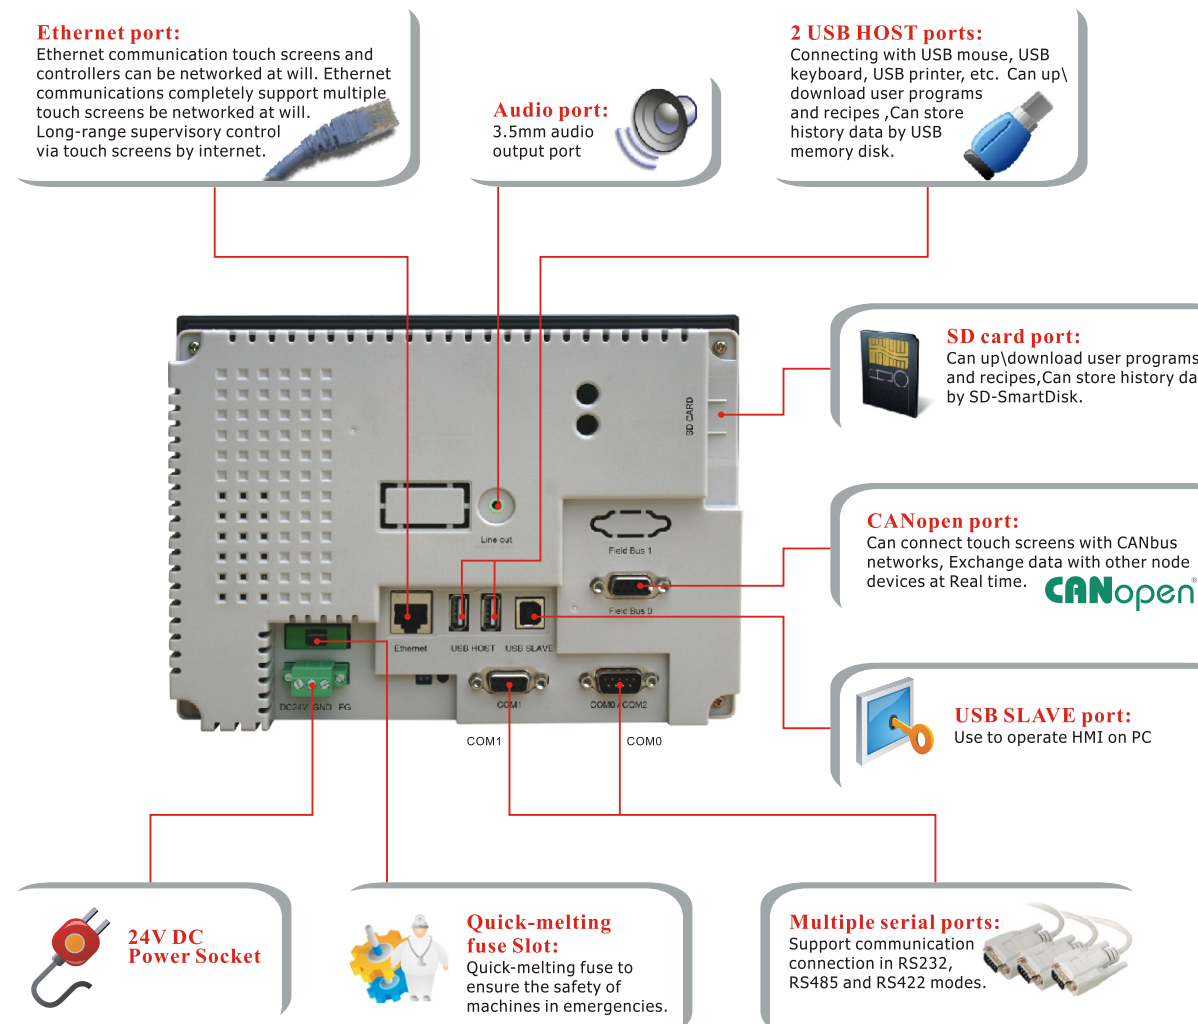 Ethernet port:
Ethernet communication touch screens and
controllers can be networked at will. Ethernet
communications completely support multiple
touch screens be networked at will.
Long-range supervisory control
via touch screens by internet.
Audio port:
3.5mm audio
output port
2 USB HOST ports:
Connecting with USB mouse, USB
keyboard, USB printer, etc. Can up\
download user programs
and recipes ,Can store
history data by USB
memory disk.
SD card port:
Can up\download user programs
and recipes,Can store history da
by SD-SmartDisk.
SD CARD
Line out
Field Bus 1
Field Bus 0
CANopen port:
Can connect touch screens with CANbus
networks, Exchange data with other node
devices at Real time.
CANopen®
Ethernet
USB HOST
USB SLAVE
DC24V GND FG
COM1
COM0 / COM2
COM1
COM0
USB SLAVE port:
Use to operate HMI on PC
24V DC
Power Socket
Quick-melting
fuse Slot:
Quick-melting fuse to
ensure the safety of
machines in emergencies.
Multiple serial ports:
Support communication
connection in RS232,
RS485 and RS422 modes.